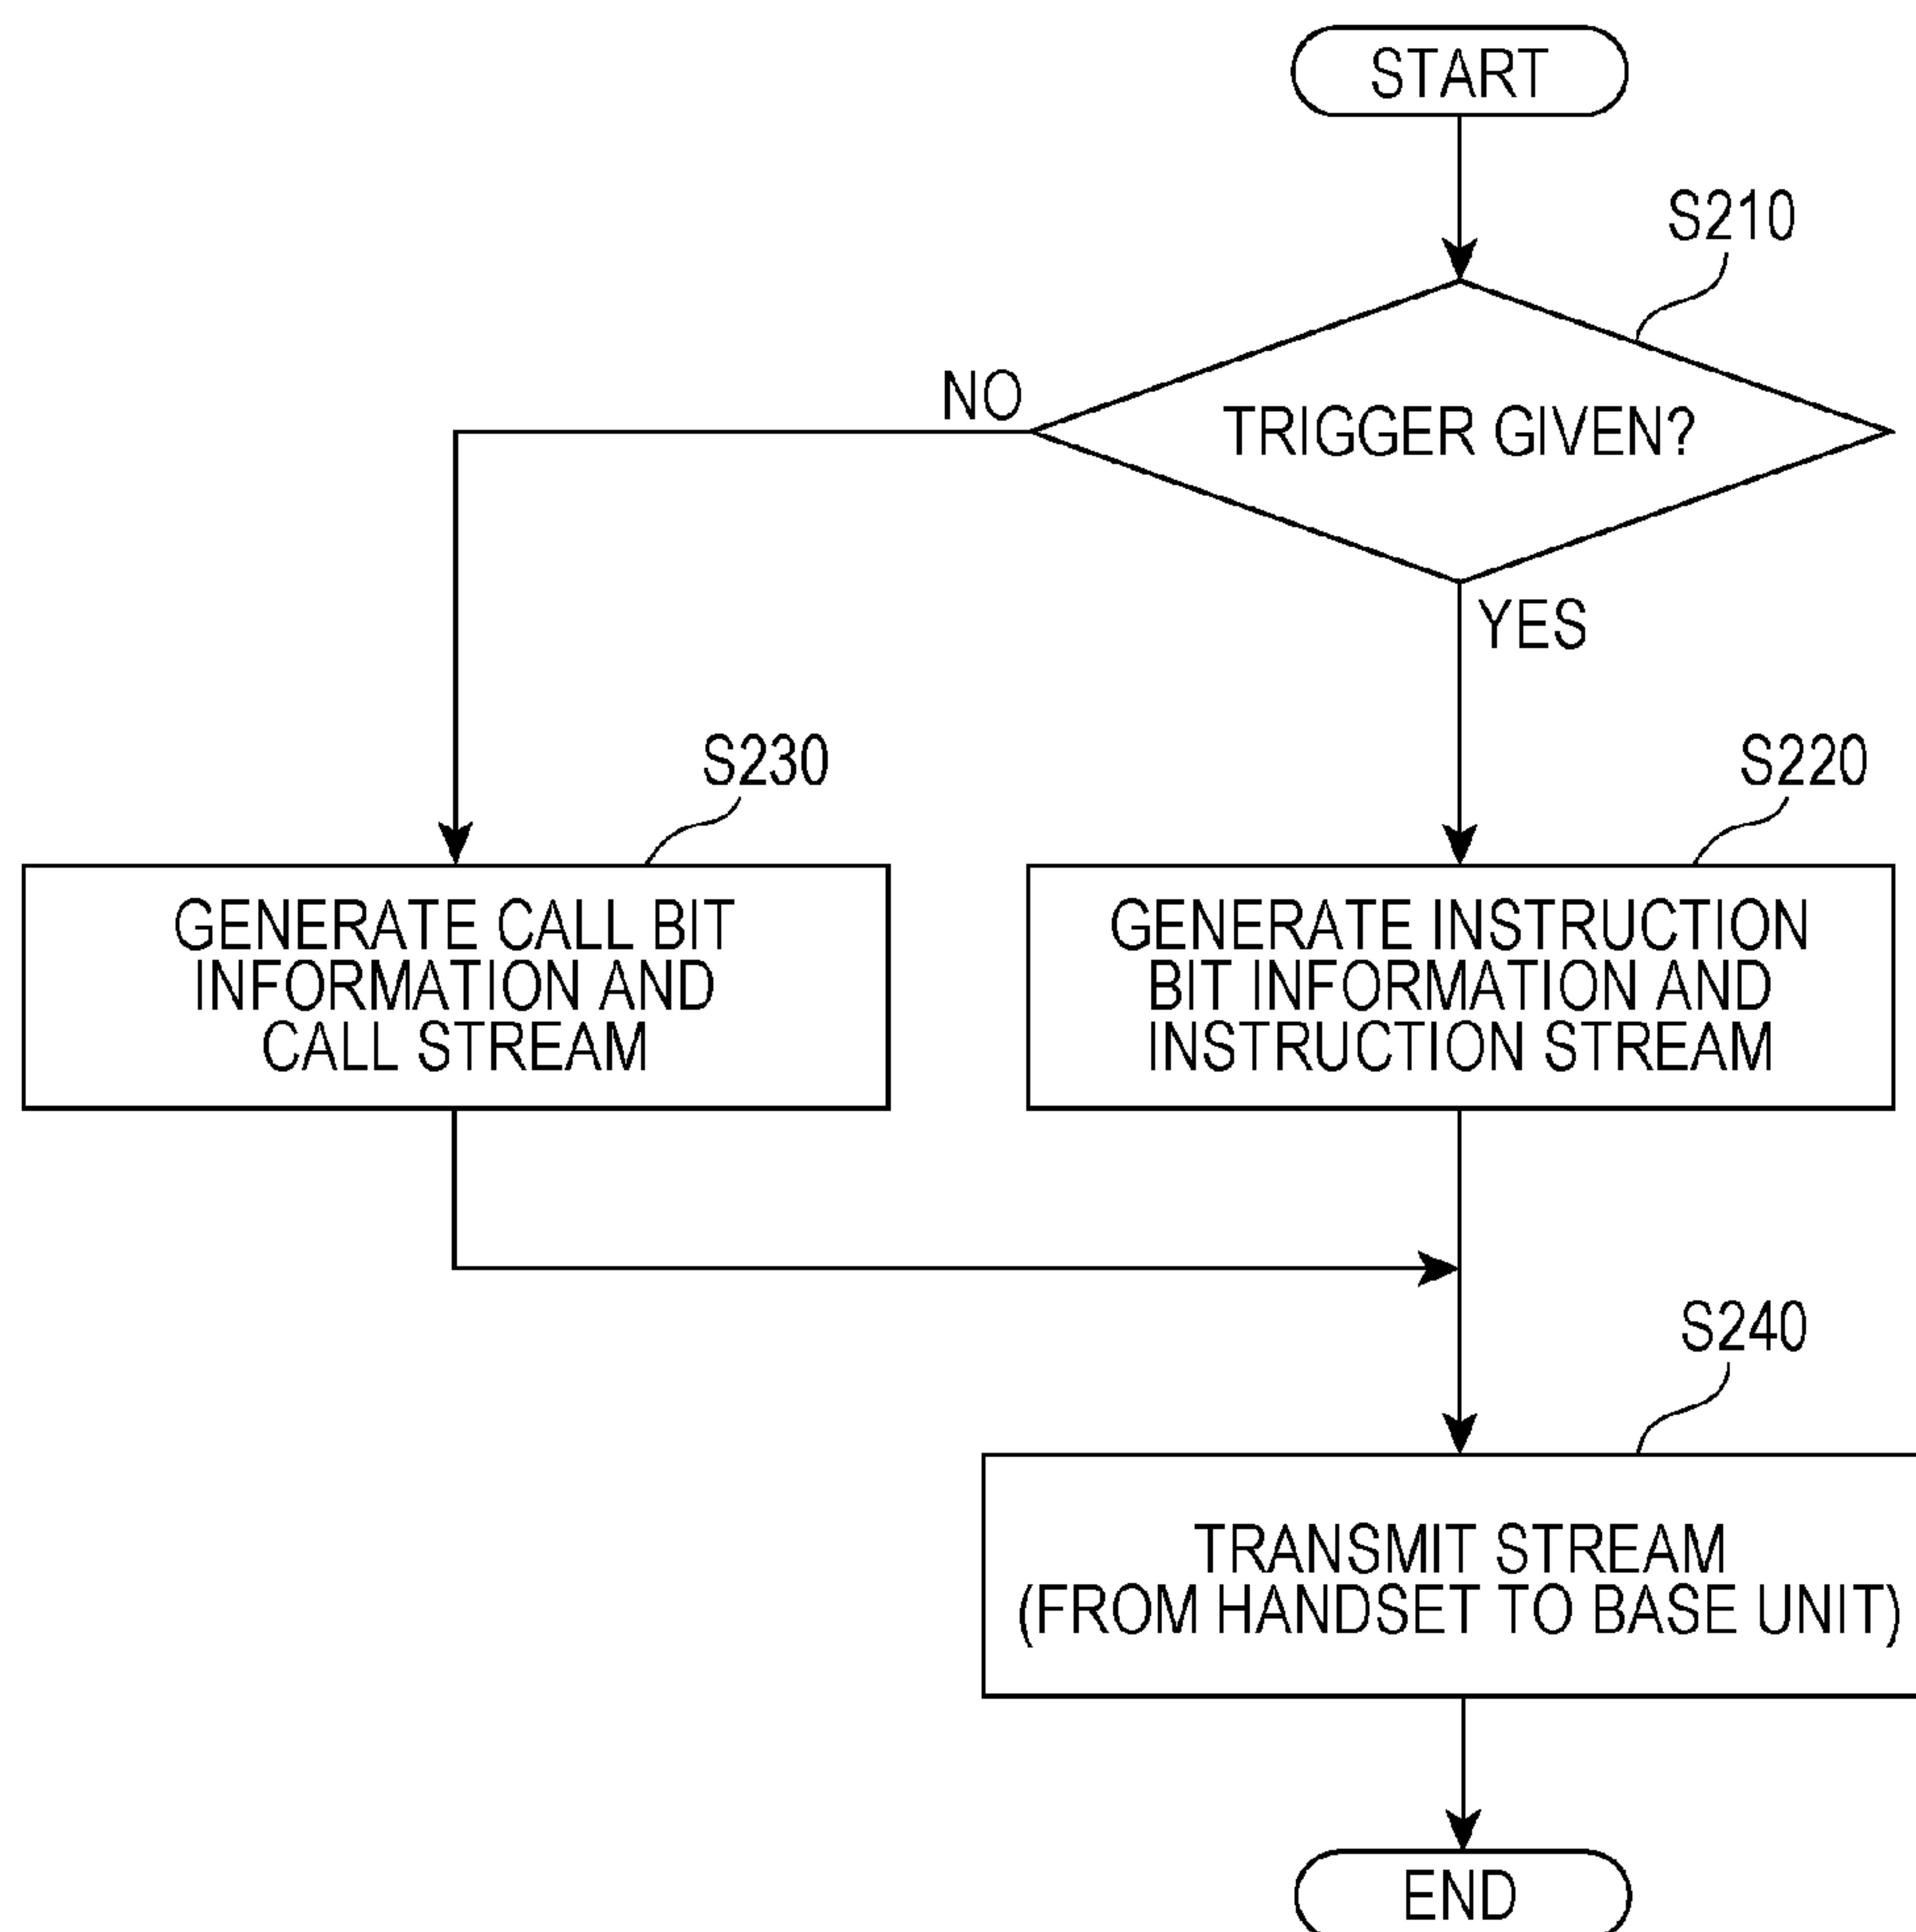 START
S210
TRIGGER GIVEN?
NO
YES
S230
GENERATE CALL BIT
INFORMATION AND
CALL STREAM
S220
GENERATE INSTRUCTION
BIT INFORMATION AND
INSTRUCTION STREAM
S240
TRANSMIT STREAM
(FROM HANDSET TO BASE UNIT)
END